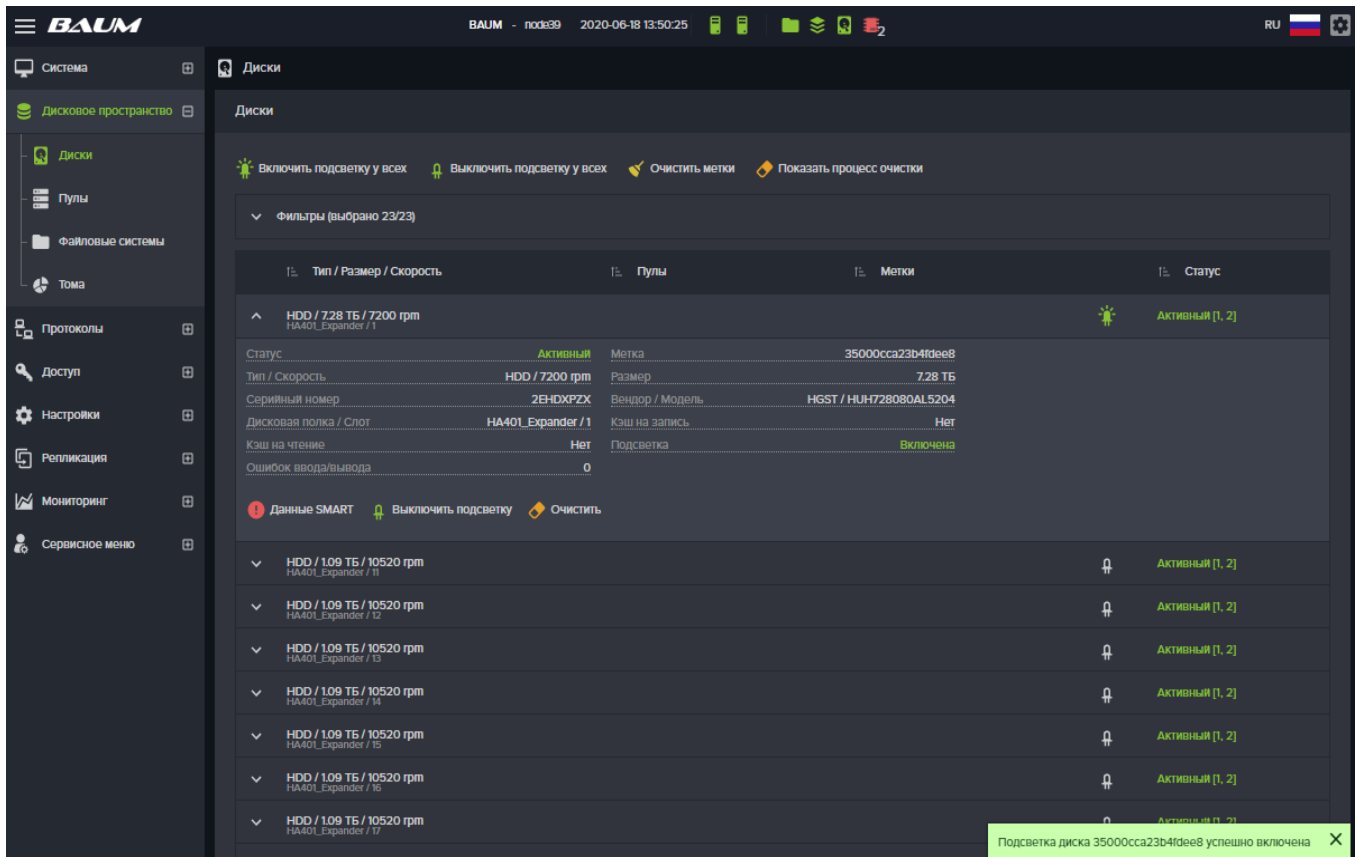 BAUM
BAUM - node39 2020-06-18 13:50:25
2
RU
Система
Дисковое пространство
Диски
Пулы
Файловые системы
Тома
Протоколы
Доступ
Настройки
Репликация
Мониторинг
Сервисное меню
Диски
Диски
Включить подсветку у всех Выключить подсветку у всех Очистить метки Показать процесс очистки
Фильтры (выбрано 23/23)
Тип / Размер / Скорость Пулы Метки Статус
HDD / 7.28 ТБ / 7200 rpm Активный [1, 2]
HA401_Expander / 1
Статус Активный Метка 35000cca23b4fdee8
Тип / Скорость HDD / 7200 rpm Размер 7.28 ТБ
Серийный номер 2EHDXPZX Вендор / Модель HGST / HUH728080AL5204
Дисковая полка / Слот HA401_Expander / 1 Кэш на запись Нет
Кэш на чтение Нет Подсветка Включена
Ошибок ввода/вывода 0
Данные SMART Выключить подсветку Очистить
HDD / 1.09 ТБ / 10520 rpm Активный [1, 2]
HA401_Expander / 11
HDD / 1.09 ТБ / 10520 rpm Активный [1, 2]
HA401_Expander / 12
HDD / 1.09 ТБ / 10520 rpm Активный [1, 2]
HA401_Expander / 13
HDD / 1.09 ТБ / 10520 rpm Активный [1, 2]
HA401_Expander / 14
HDD / 1.09 ТБ / 10520 rpm Активный [1, 2]
HA401_Expander / 15
HDD / 1.09 ТБ / 10520 rpm Активный [1, 2]
HA401_Expander / 16
HDD / 1.09 ТБ / 10520 rpm Активный [1, 2]
HA401_Expander / 17
Подсветка диска 35000cca23b4fdee8 успешно включена